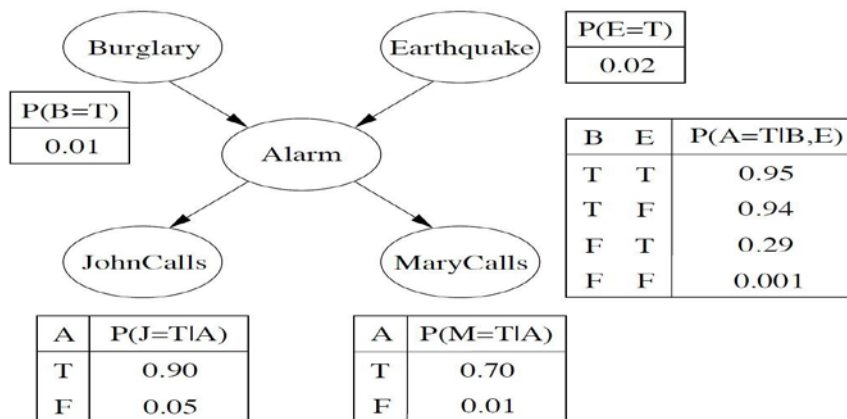 Burglary
Earthquake
P(E=T)
0.02
P(B=T)
0.01
Alarm
B E P(A=T|B,E)
T T 0.95
T F 0.94
F T 0.29
F F 0.001
JohnCalls
MaryCalls
A P(J=T|A)
T 0.90
F 0.05
A P(M=T|A)
T 0.70
F 0.01